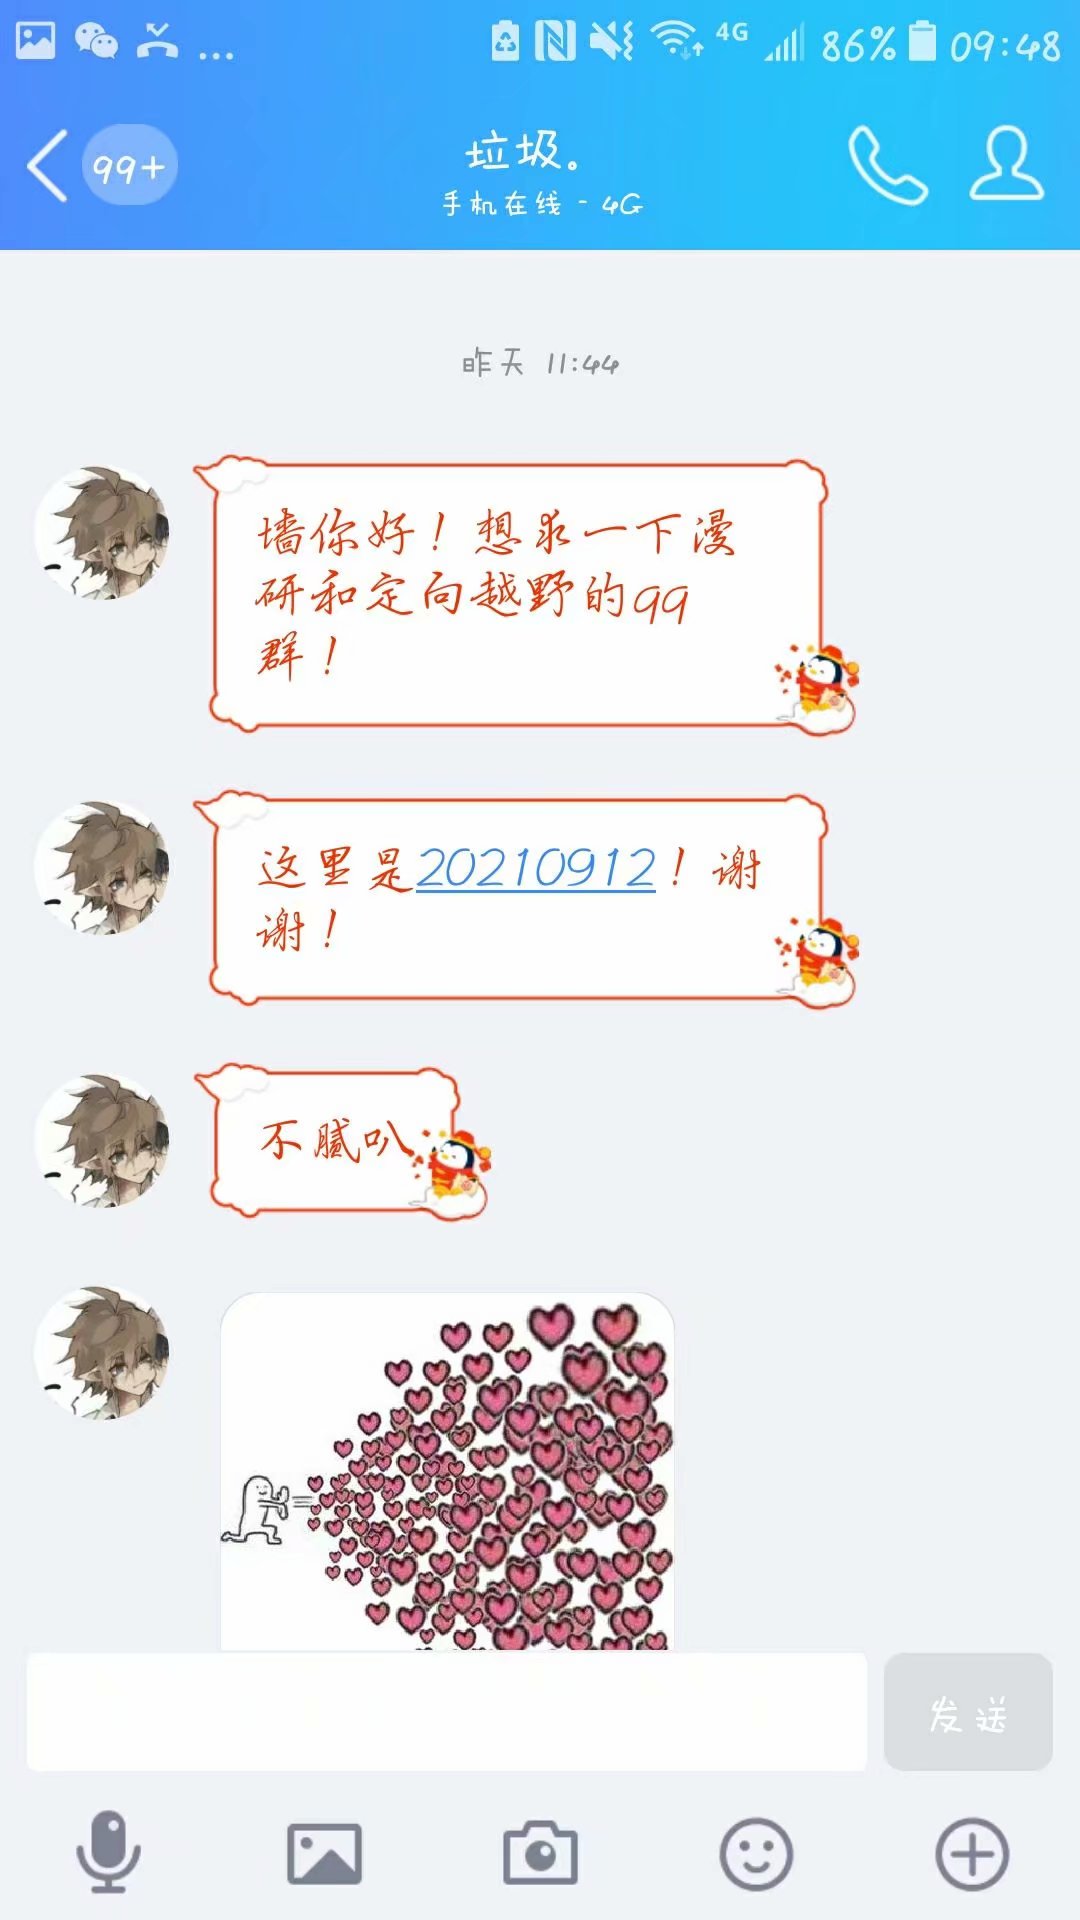 ... 4G 86% 09:48
99+ 垃圾。
手机在线 - 4G
昨天 11:44
墙你好！想求一下漫
研和定向越野的qq
群！
这里是20210912！谢
谢！
不腻叭
发送